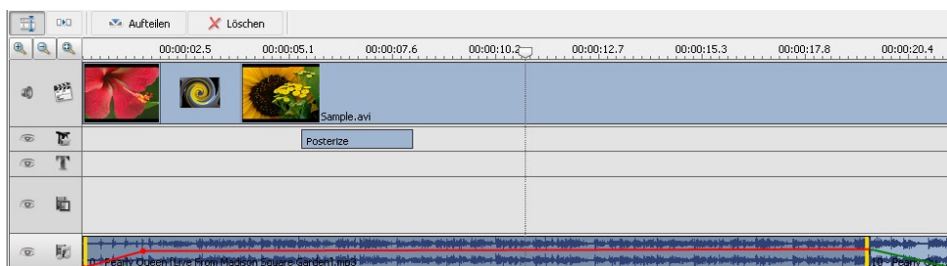 Aufteilen Löschen
00:00:02.5 00:00:05.1 00:00:07.6 00:00:10.2 00:00:12.7 00:00:15.3 00:00:17.8 00:00:20.4
Sample.avi
Posterize
T
Pearly Queen [Live From Madison Square Garden].mp3 10 - Pearly